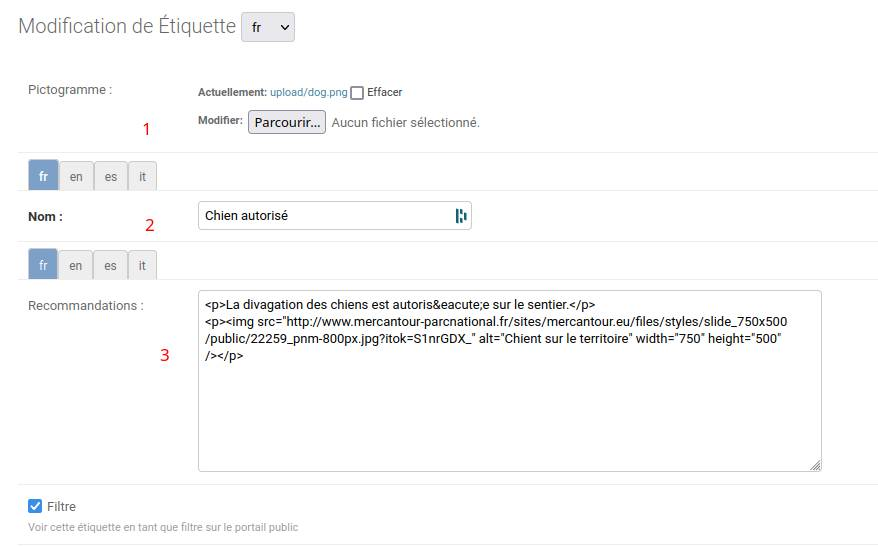 Modification de Étiquette fr
Pictogramme :
Actuellement: upload/dog.png Effacer
1
Modifier: Parcourir... Aucun fichier sélectionné.
fr en es it
Nom :
2
Chien autorisé
fr en es it
Recommandations :
3
<p>La divagation des chiens est autoris&eacute;e sur le sentier.</p>
<p><img src="http://www.mercantour-parcnational.fr/sites/mercantour.eu/files/styles/slide_750x500
/public/22259_pnm-800px.jpg?itok=S1nrGDX_" alt="Chient sur le territoire" width="750" height="500"
/></p>
Filtre
Voir cette étiquette en tant que filtre sur le portail public